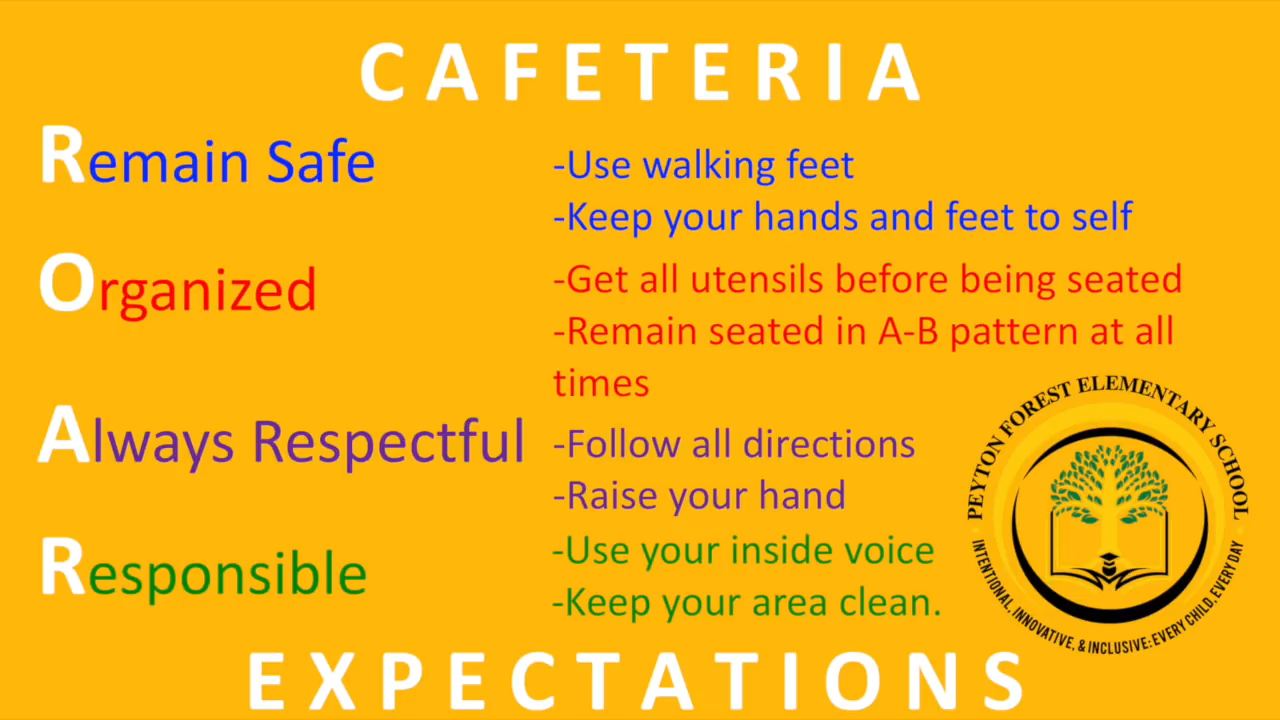 CAFETERIA
Remain Safe
-Use walking feet
-Keep your hands and feet to self
Organized
-Get all utensils before being seated
-Remain seated in A-B pattern at all
times
Always Respectful
-Follow all directions
-Raise your hand
Responsible
-Use your inside voice
-Keep your area clean.
PEYTON FOREST ELEMENTARY SCHOOL
INTENTIONAL, INNOVATIVE, & INCLUSIVE: EVERY CHILD, EVERY DAY
EXPECTATIONS